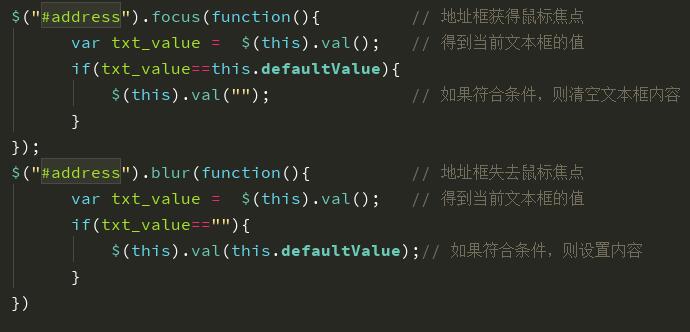 $("#address").focus(function(){ // 地址框获得鼠标焦点
var txt_value = $(this).val(); // 得到当前文本框的值
if(txt_value==this.defaultValue){
$(this).val(""); // 如果符合条件，则清空文本框内容
}
});
$("#address").blur(function(){ // 地址框失去鼠标焦点
var txt_value = $(this).val(); // 得到当前文本框的值
if(txt_value==""){
$(this).val(this.defaultValue);// 如果符合条件，则设置内容
}
})